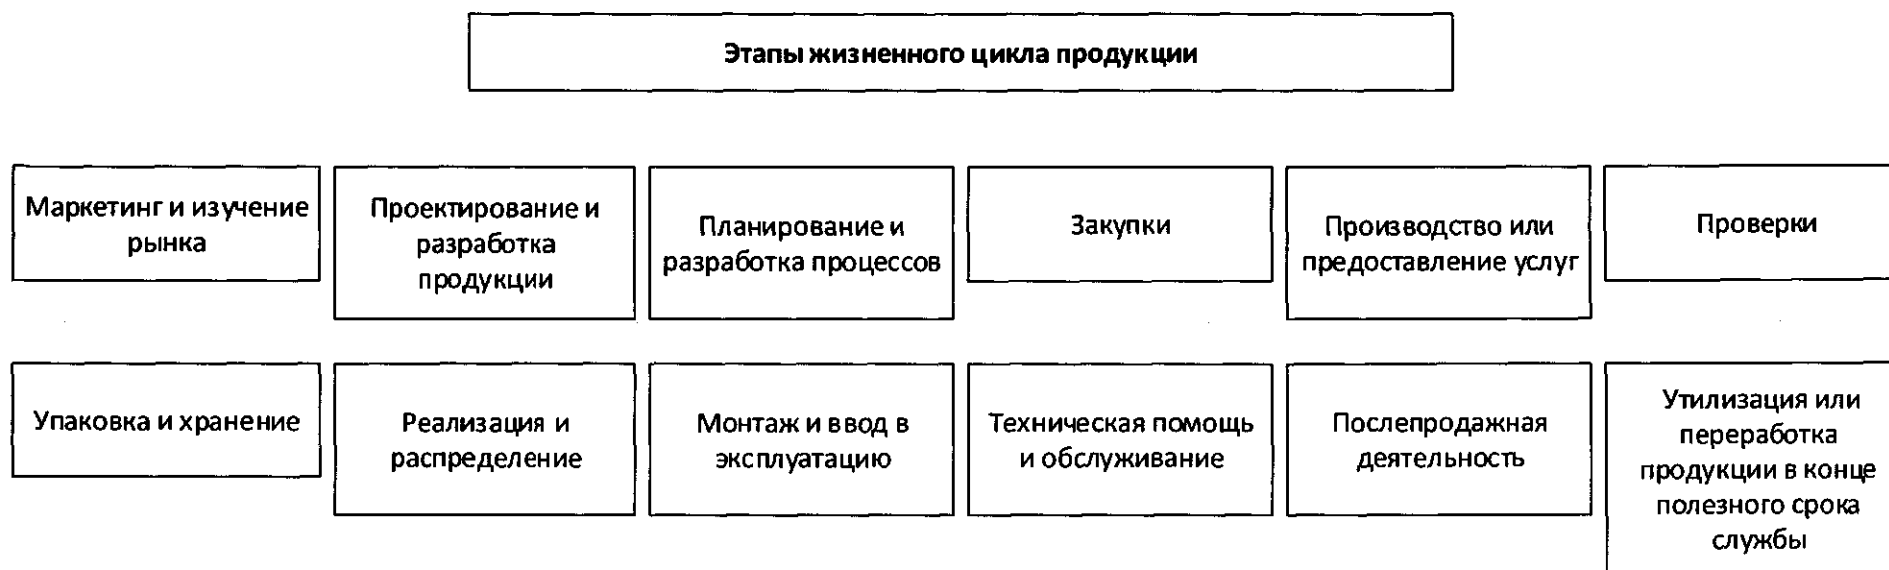 Этапы жизненного цикла продукции
Маркетинг и изучение
рынка
Проектирование и
разработка
продукции
Планирование и
разработка процессов
Закупки
Производство или
предоставление услуг
Проверки
Упаковка и хранение
Реализация и
распределение
Монтаж и ввод в
эксплуатацию
Техническая помощь
и обслуживание
Послепродажная
деятельность
Утилизация или
переработка
продукции в конце
полезного срока
службы